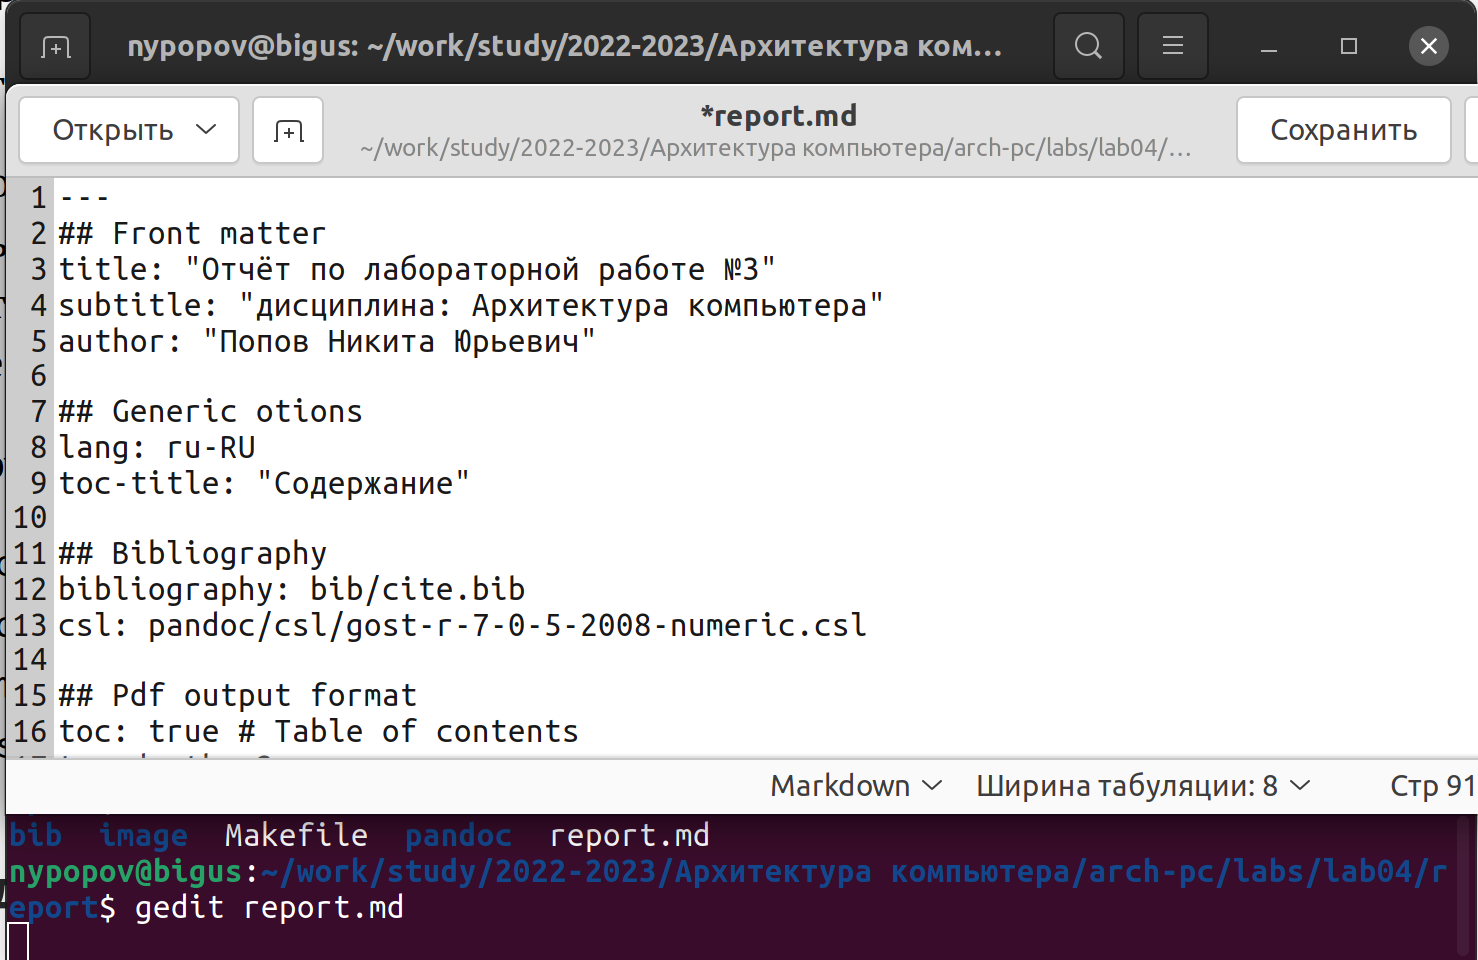 nypopov@bigus: ~/work/study/2022-2023/Архитектура ком...
Открыть
*report.md
~/work/study/2022-2023/Архитектура компьютера/arch-pc/labs/lab04/...
Сохранить
1 ---
2 ## Front matter
3 title: "Отчёт по лабораторной работе №3"
4 subtitle: "дисциплина: Архитектура компьютера"
5 author: "Попов Никита Юрьевич"
6
7 ## Generic otions
8 lang: ru-RU
9 toc-title: "Содержание"
10
11 ## Bibliography
12 bibliography: bib/cite.bib
13 csl: pandoc/csl/gost-r-7-0-5-2008-numeric.csl
14
15 ## Pdf output format
16 toc: true # Table of contents
Markdown Ширина табуляции: 8 Стр 91
bib image Makefile pandoc report.md
nypopov@bigus:~/work/study/2022-2023/Архитектура компьютера/arch-pc/labs/lab04/r
eport$ gedit report.md